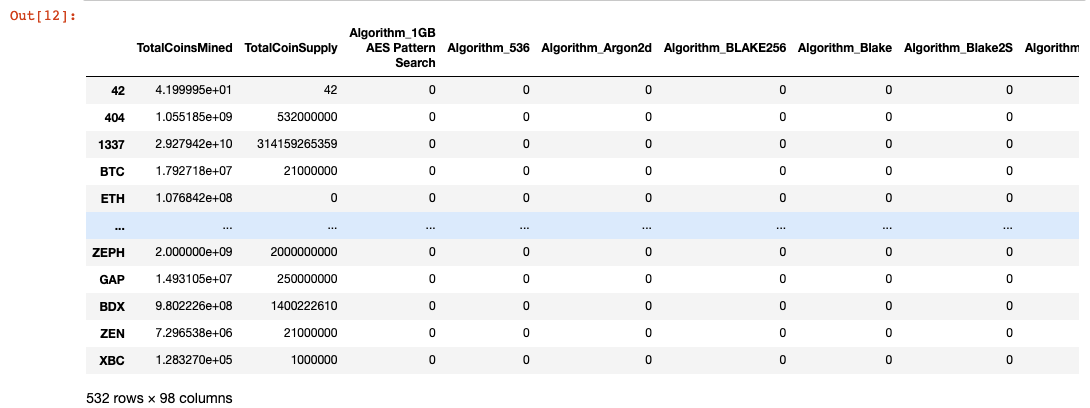 Out[12]:
Algorithm_1GB
TotalCoinsMined TotalCoinSupply AES Pattern Algorithm_536 Algorithm_Argon2d Algorithm_BLAKE256 Algorithm_Blake Algorithm_Blake2S Algorithm
Search
42 4.199995e+01 42 0 0 0 0 0 0
404 1.055185e+09 532000000 0 0 0 0 0 0
1337 2.927942e+10 314159265359 0 0 0 0 0 0
BTC 1.792718e+07 21000000 0 0 0 0 0 0
ETH 1.076842e+08 0 0 0 0 0 0 0
... ... ... ... ... ... ... ... ...
ZEPH 2.000000e+09 2000000000 0 0 0 0 0 0
GAP 1.493105e+07 250000000 0 0 0 0 0 0
BDX 9.802226e+08 1400222610 0 0 0 0 0 0
ZEN 7.296538e+06 21000000 0 0 0 0 0 0
XBC 1.283270e+05 1000000 0 0 0 0 0 0
532 rows × 98 columns